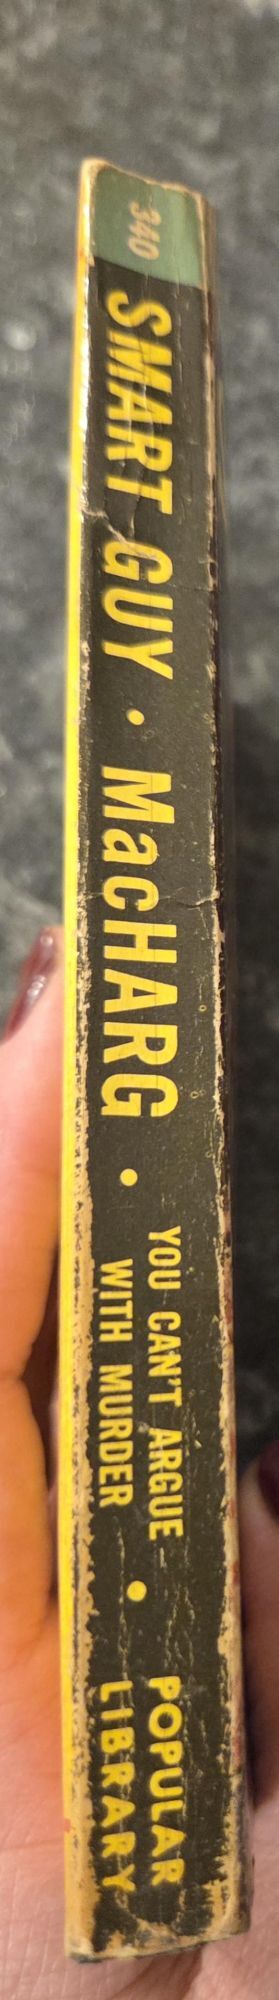 340
SMART GUY • MacHARG •
YOU CAN'T ARGUE
WITH MURDER •
POPULAR
LIBRARY